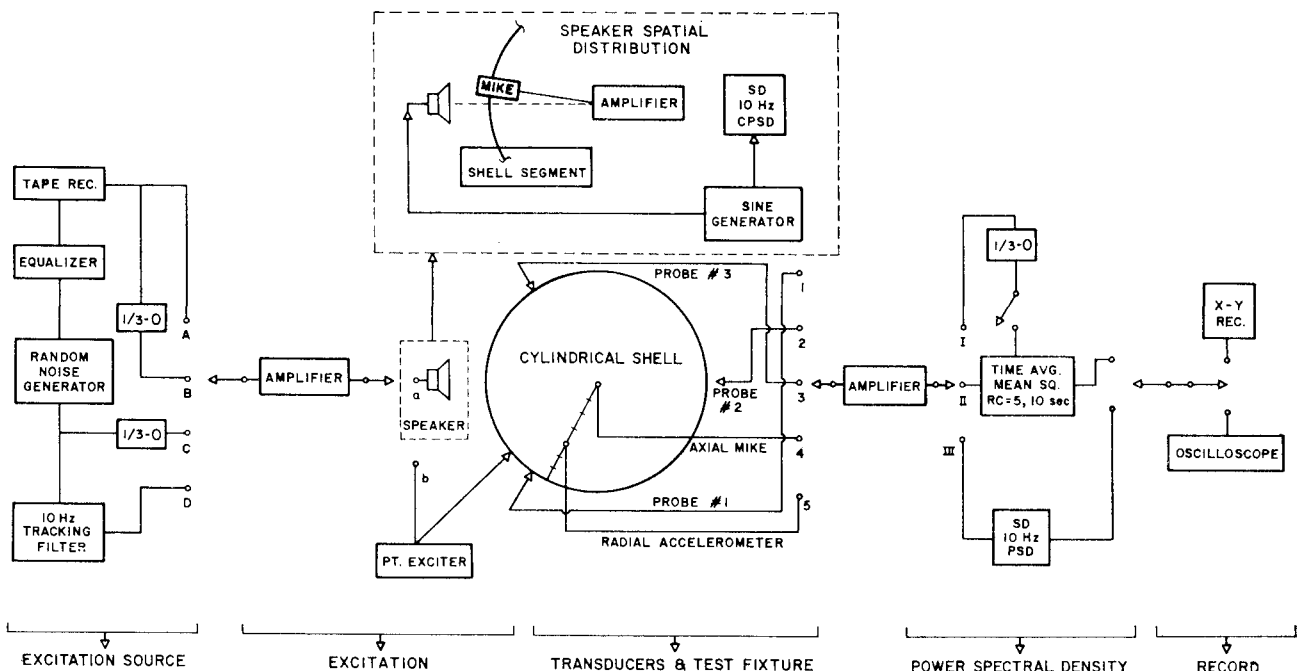 SPEAKER SPATIAL
DISTRIBUTION
MIKE
AMPLIFIER
SD
10 Hz
CPSD
SHELL SEGMENT
SINE
GENERATOR
TAPE REC.
EQUALIZER
1/3-O
A
RANDOM
NOISE
GENERATOR
B
1/3-O
C
10 Hz
TRACKING
FILTER
D
AMPLIFIER
a
SPEAKER
b
PT. EXCITER
CYLINDRICAL SHELL
PROBE # 3
PROBE
#2
AXIAL MIKE
PROBE #1
RADIAL ACCELEROMETER
1
2
3
4
5
AMPLIFIER
I
II
III
1/3-O
TIME AVG.
MEAN SQ.
RC=5, 10 sec
SD
10 Hz
PSD
X-Y
REC.
OSCILLOSCOPE
EXCITATION SOURCE
EXCITATION
TRANSDUCERS & TEST FIXTURE
POWER SPECTRAL DENSITY
RECORD